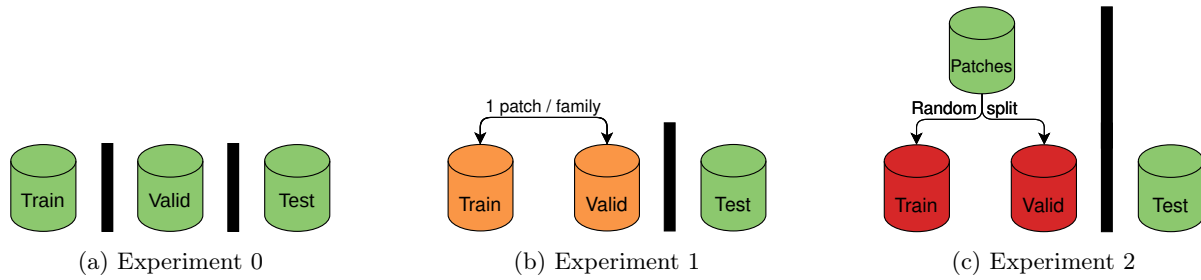 Train
Valid
Test
(a) Experiment 0
1 patch / family
Train
Valid
Test
(b) Experiment 1
Patches
Random split
Train
Valid
Test
(c) Experiment 2